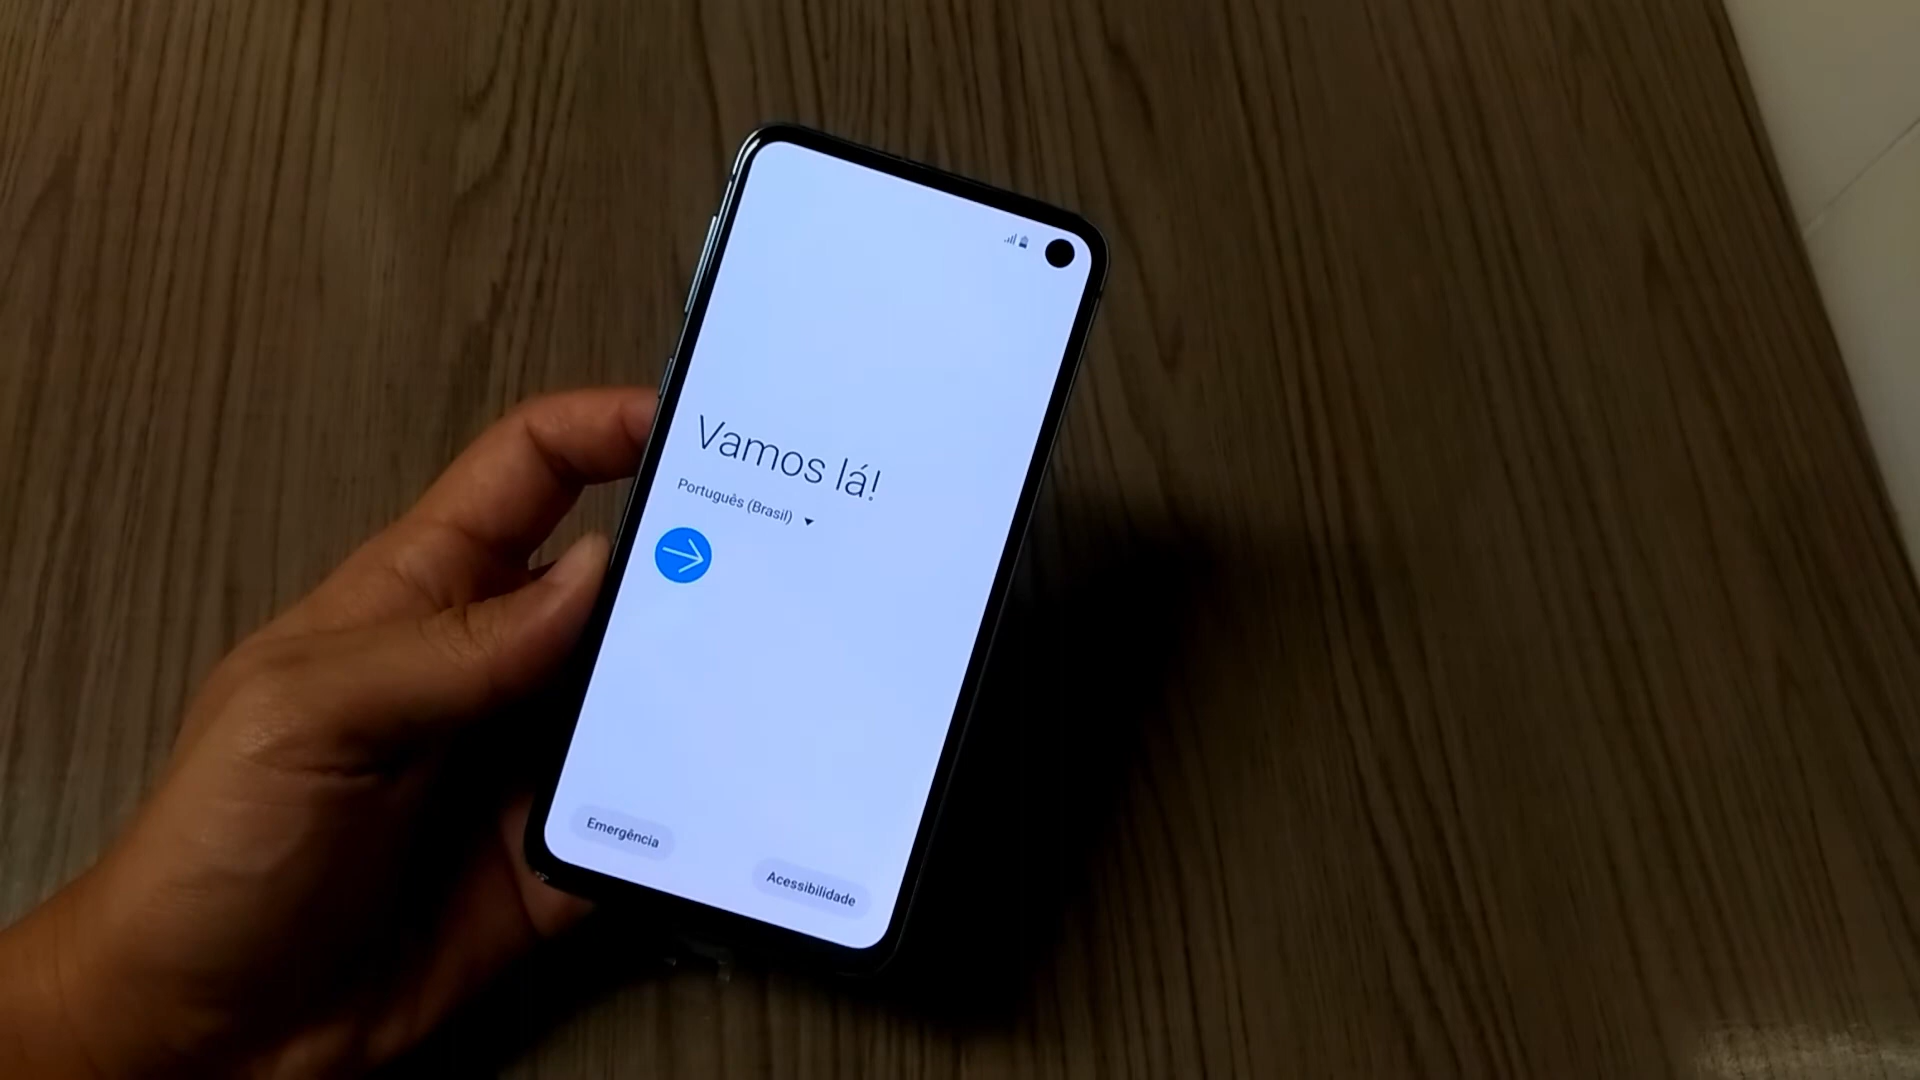 Vamos lá!
Português (Brasil)
Emergência
Acessibilidade